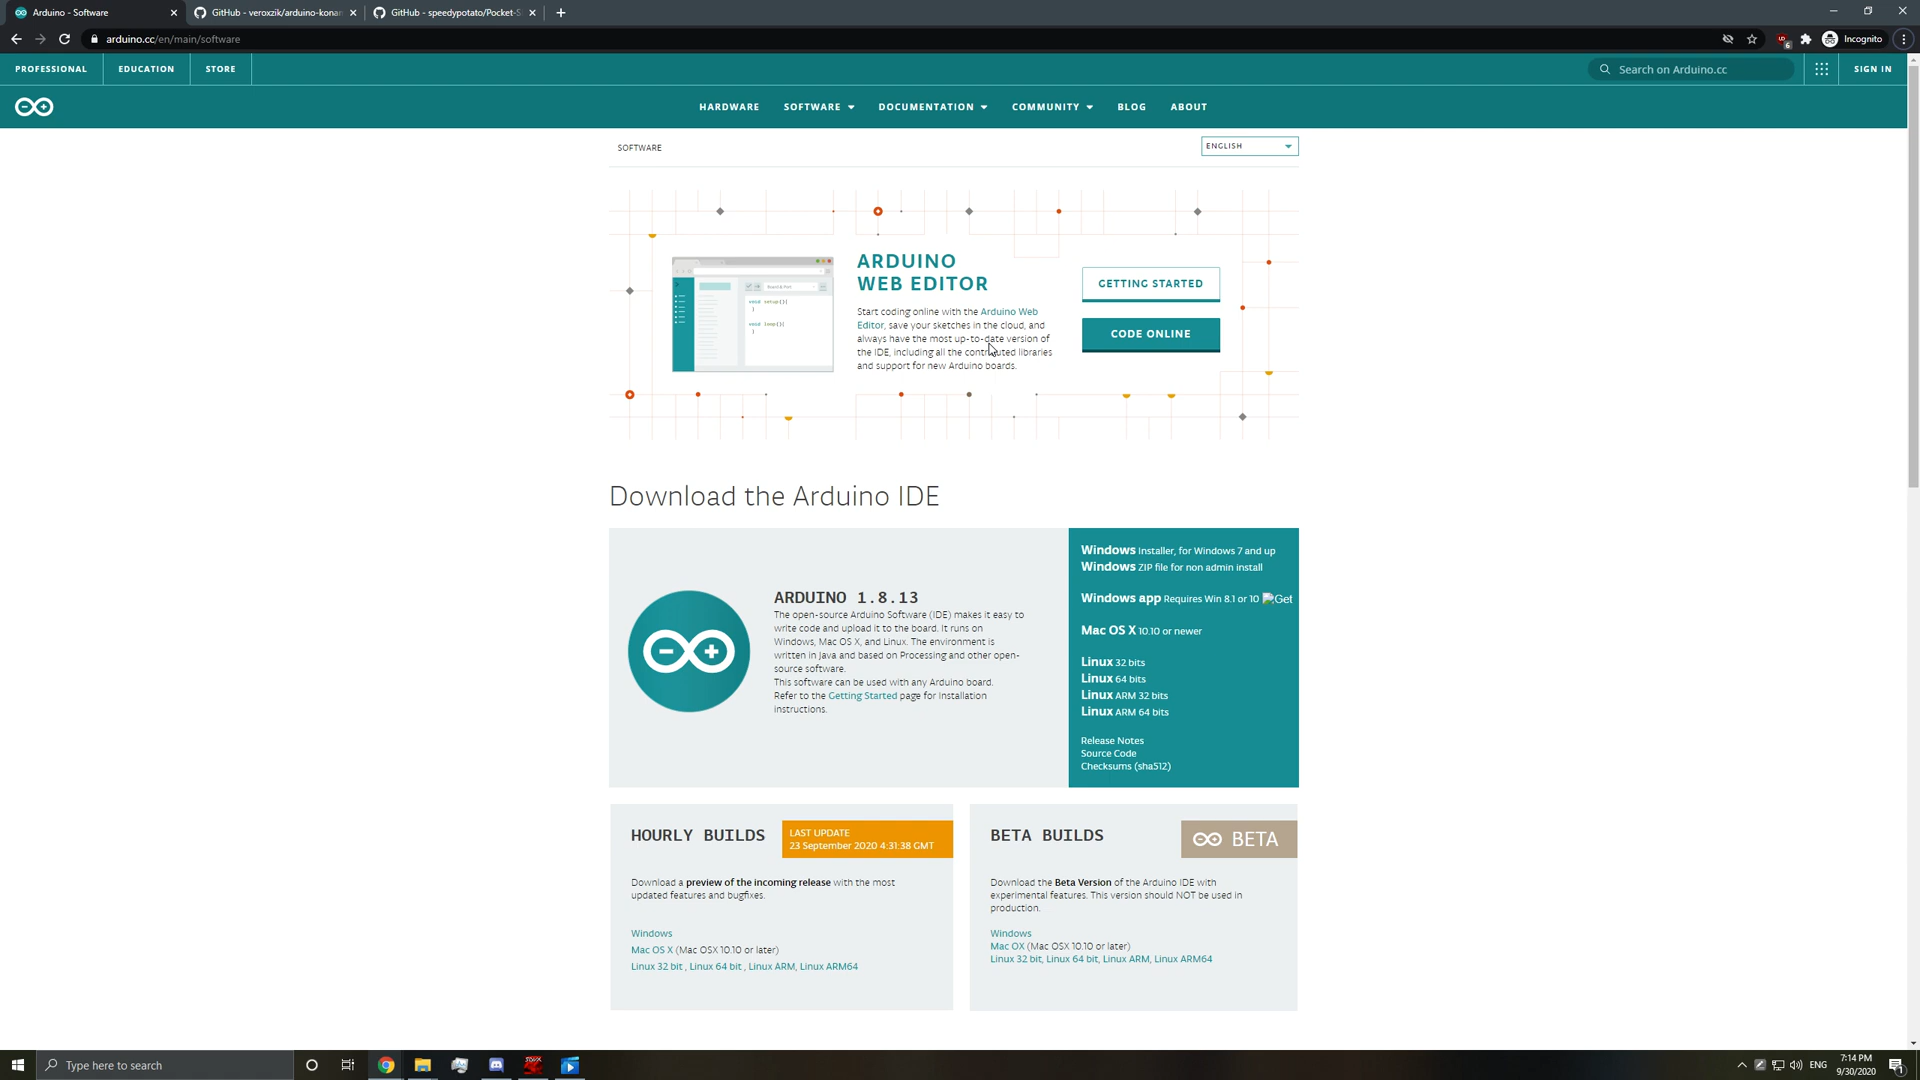 Arduino - Software
GitHub - veroxzik/arduino-konar
GitHub - speedypotato/Pocket-S
arduino.cc/en/main/software
6
Incognito
PROFESSIONAL
EDUCATION
STORE
Search on Arduino.cc
SIGN IN
HARDWARE
SOFTWARE
DOCUMENTATION
COMMUNITY
BLOG
ABOUT
SOFTWARE
ENGLISH
void setup(){
}
void loop(){
}
ARDUINO
WEB EDITOR
Start coding online with the Arduino Web
Editor, save your sketches in the cloud, and
always have the most up-to-date version of
the IDE, including all the contributed libraries
and support for new Arduino boards.
GETTING STARTED
CODE ONLINE
Download the Arduino IDE
ARDUINO 1.8.13
The open-source Arduino Software (IDE) makes it easy to
write code and upload it to the board. It runs on
Windows, Mac OS X, and Linux. The environment is
written in Java and based on Processing and other open-
source software.
This software can be used with any Arduino board.
Refer to the Getting Started page for Installation
instructions.
Windows Installer, for Windows 7 and up
Windows ZIP file for non admin install
Windows app Requires Win 8.1 or 10 Get
Mac OS X 10.10 or newer
Linux 32 bits
Linux 64 bits
Linux ARM 32 bits
Linux ARM 64 bits
Release Notes
Source Code
Checksums (sha512)
HOURLY BUILDS
LAST UPDATE
23 September 2020 4:31:38 GMT
Download a preview of the incoming release with the most
updated features and bugfixes.
Windows
Mac OS X (Mac OSX 10.10 or later)
Linux 32 bit , Linux 64 bit , Linux ARM, Linux ARM64
BETA BUILDS
BETA
Download the Beta Version of the Arduino IDE with
experimental features. This version should NOT be used in
production.
Windows
Mac OX (Mac OSX 10.10 or later)
Linux 32 bit, Linux 64 bit, Linux ARM, Linux ARM64
Type here to search
ENG
7:14 PM
9/30/2020